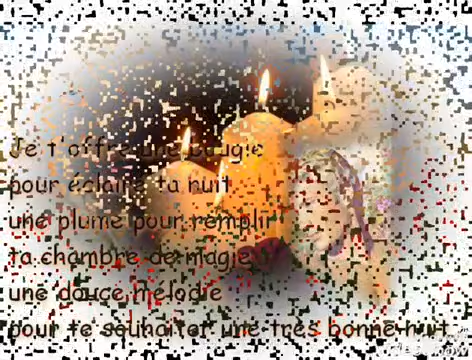 Je t'offre une bougie
pour éclaire ta nuit
une plume pour remplir
ta chambre de magie
une douce mélodie
pour te souhaiter une très bonne nuit